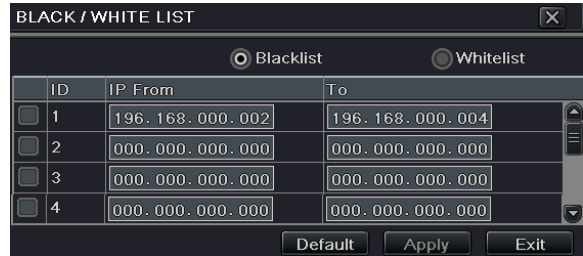 BLACK / WHITE LIST
Blacklist Whitelist
ID IP From To
1 196. 168. 000. 002 196. 168. 000. 004
2 000. 000. 000. 000 000. 000. 000. 000
3 000. 000. 000. 000 000. 000. 000. 000
4 000. 000. 000. 000 000. 000. 000. 000
Default Apply Exit